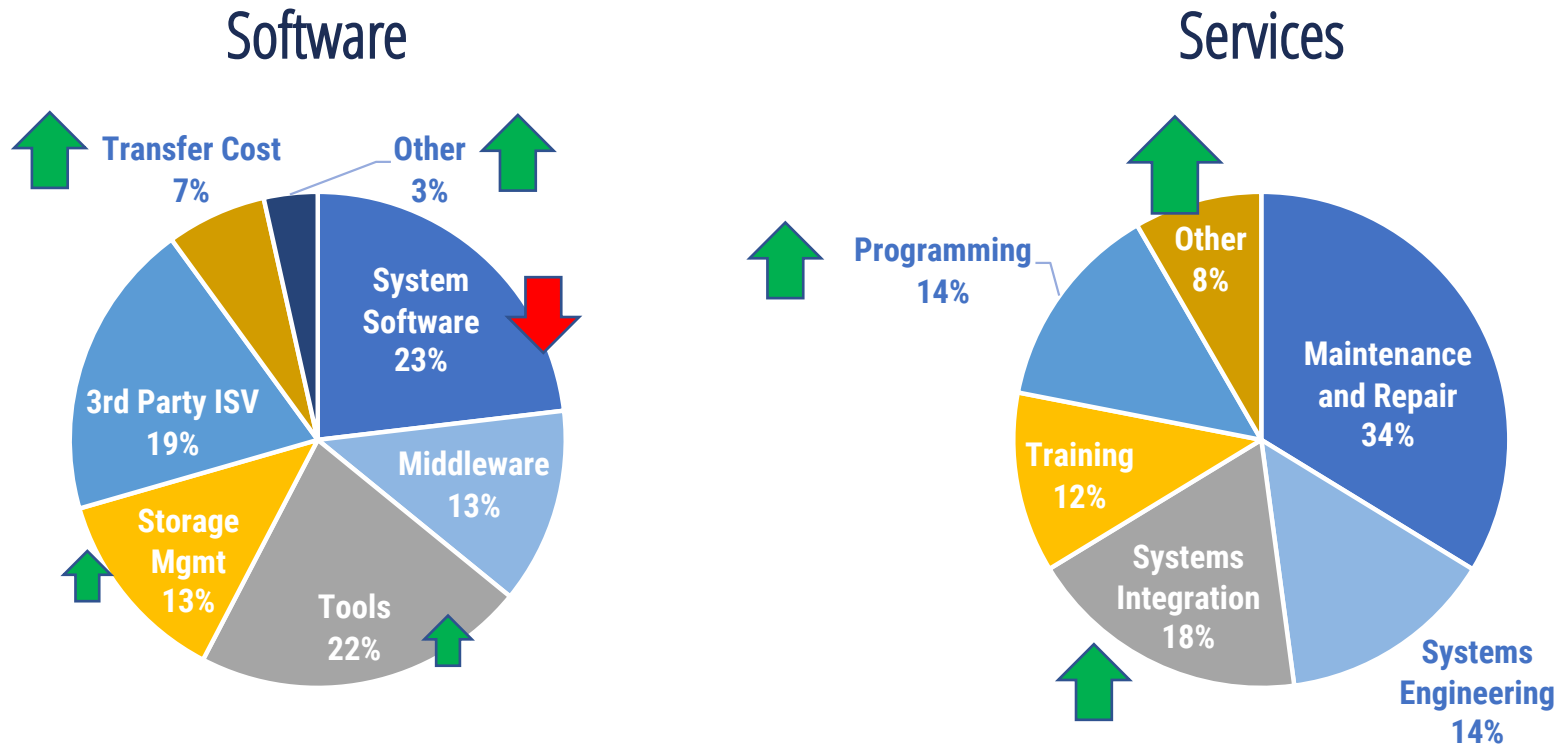 Software
Transfer Cost
7%
Other
3%
System
Software
23%
Middleware
13%
Tools
22%
Storage
Mgmt
13%
3rd Party ISV
19%
Services
Programming
14%
Other
8%
Maintenance
and Repair
34%
Training
12%
Systems
Integration
18%
Systems
Engineering
14%